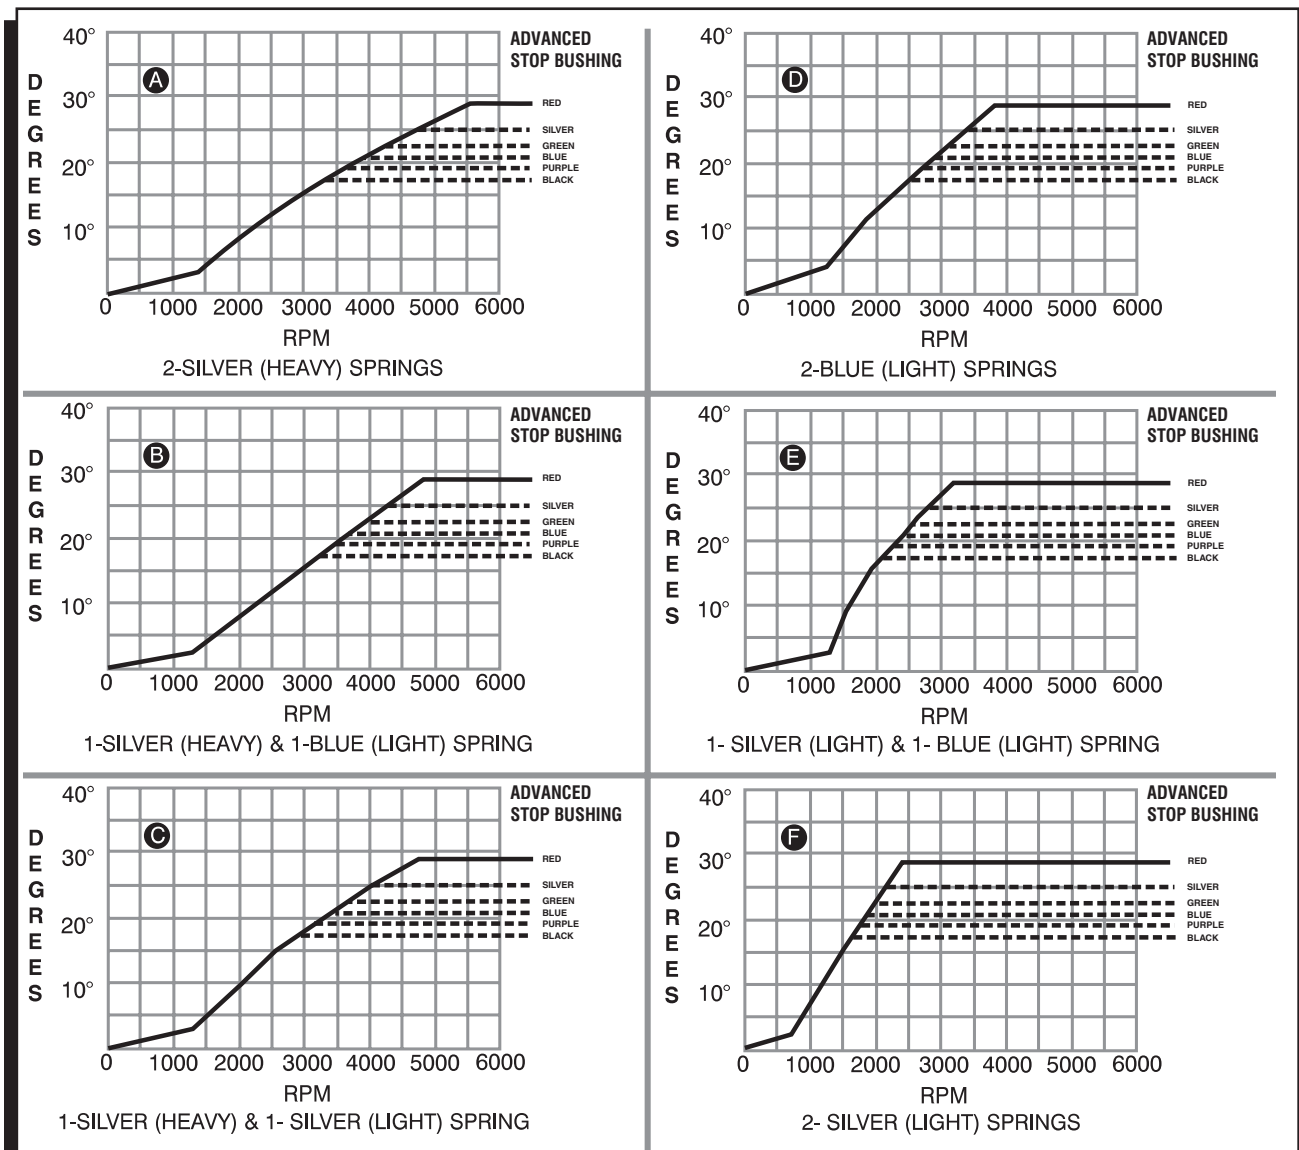 40°
30°
20°
10°
DEGREES
A
ADVANCED
STOP BUSHING
RED
SILVER
GREEN
BLUE
PURPLE
BLACK
0 1000 2000 3000 4000 5000 6000
RPM
2-SILVER (HEAVY) SPRINGS
40°
30°
20°
10°
DEGREES
D
ADVANCED
STOP BUSHING
RED
SILVER
GREEN
BLUE
PURPLE
BLACK
0 1000 2000 3000 4000 5000 6000
RPM
2-BLUE (LIGHT) SPRINGS
40°
30°
20°
10°
DEGREES
B
ADVANCED
STOP BUSHING
RED
SILVER
GREEN
BLUE
PURPLE
BLACK
0 1000 2000 3000 4000 5000 6000
RPM
1-SILVER (HEAVY) & 1-BLUE (LIGHT) SPRING
40°
30°
20°
10°
DEGREES
E
ADVANCED
STOP BUSHING
RED
SILVER
GREEN
BLUE
PURPLE
BLACK
0 1000 2000 3000 4000 5000 6000
RPM
1- SILVER (LIGHT) & 1- BLUE (LIGHT) SPRING
40°
30°
20°
10°
DEGREES
C
ADVANCED
STOP BUSHING
RED
SILVER
GREEN
BLUE
PURPLE
BLACK
0 1000 2000 3000 4000 5000 6000
RPM
1-SILVER (HEAVY) & 1- SILVER (LIGHT) SPRING
40°
30°
20°
10°
DEGREES
F
ADVANCED
STOP BUSHING
RED
SILVER
GREEN
BLUE
PURPLE
BLACK
0 1000 2000 3000 4000 5000 6000
RPM
2- SILVER (LIGHT) SPRINGS